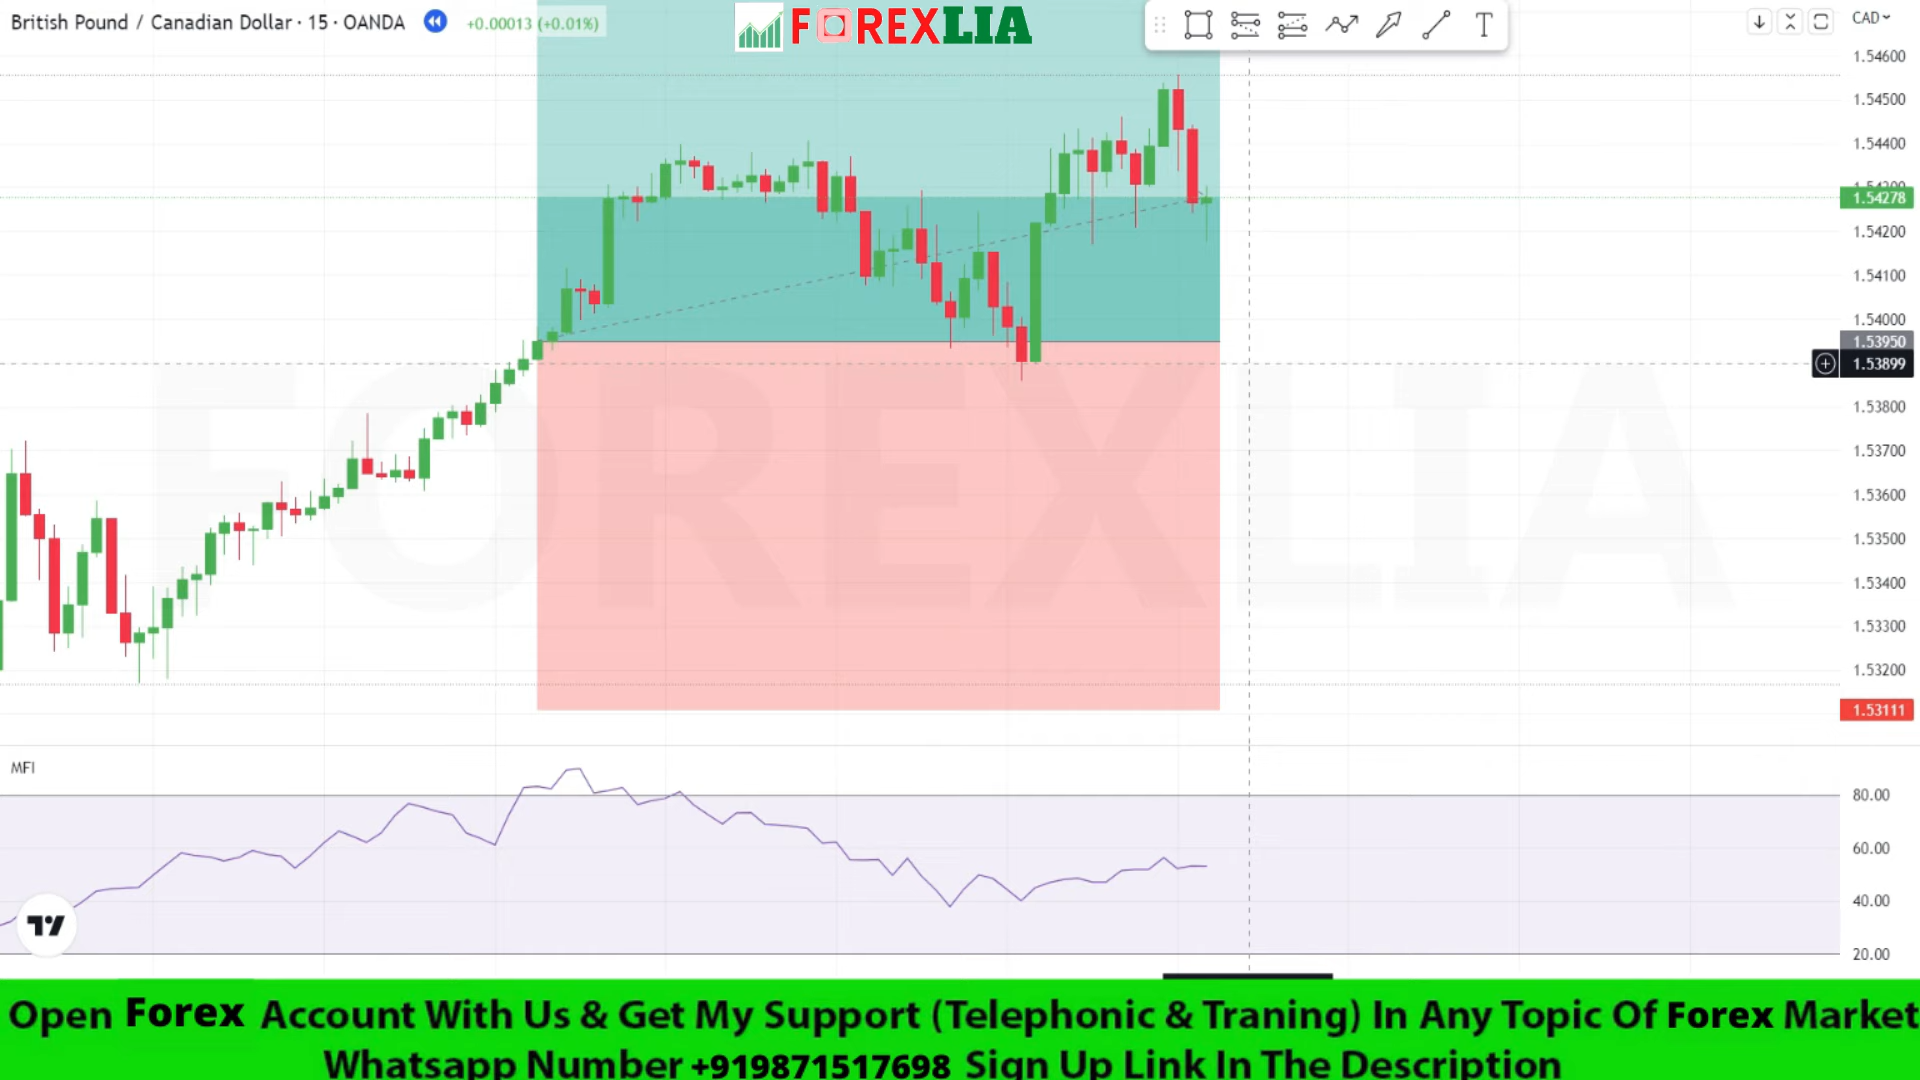 British Pound / Canadian Dollar · 15 · OANDA
+0.00013 (+0.01%)
FOREXLIA
T
CAD
1.54600
1.54500
1.54400
1.54278
1.54200
1.54100
1.54000
1.53950
1.53899
1.53800
1.53700
1.53600
1.53500
1.53400
1.53300
1.53200
1.53111
FOREXLIA
MFI
80.00
60.00
40.00
20.00
Open Forex Account With Us & Get My Support (Telephonic & Traning) In Any Topic Of Forex Market
Whatsapp Number +919871517698 Sign Up Link In The Description